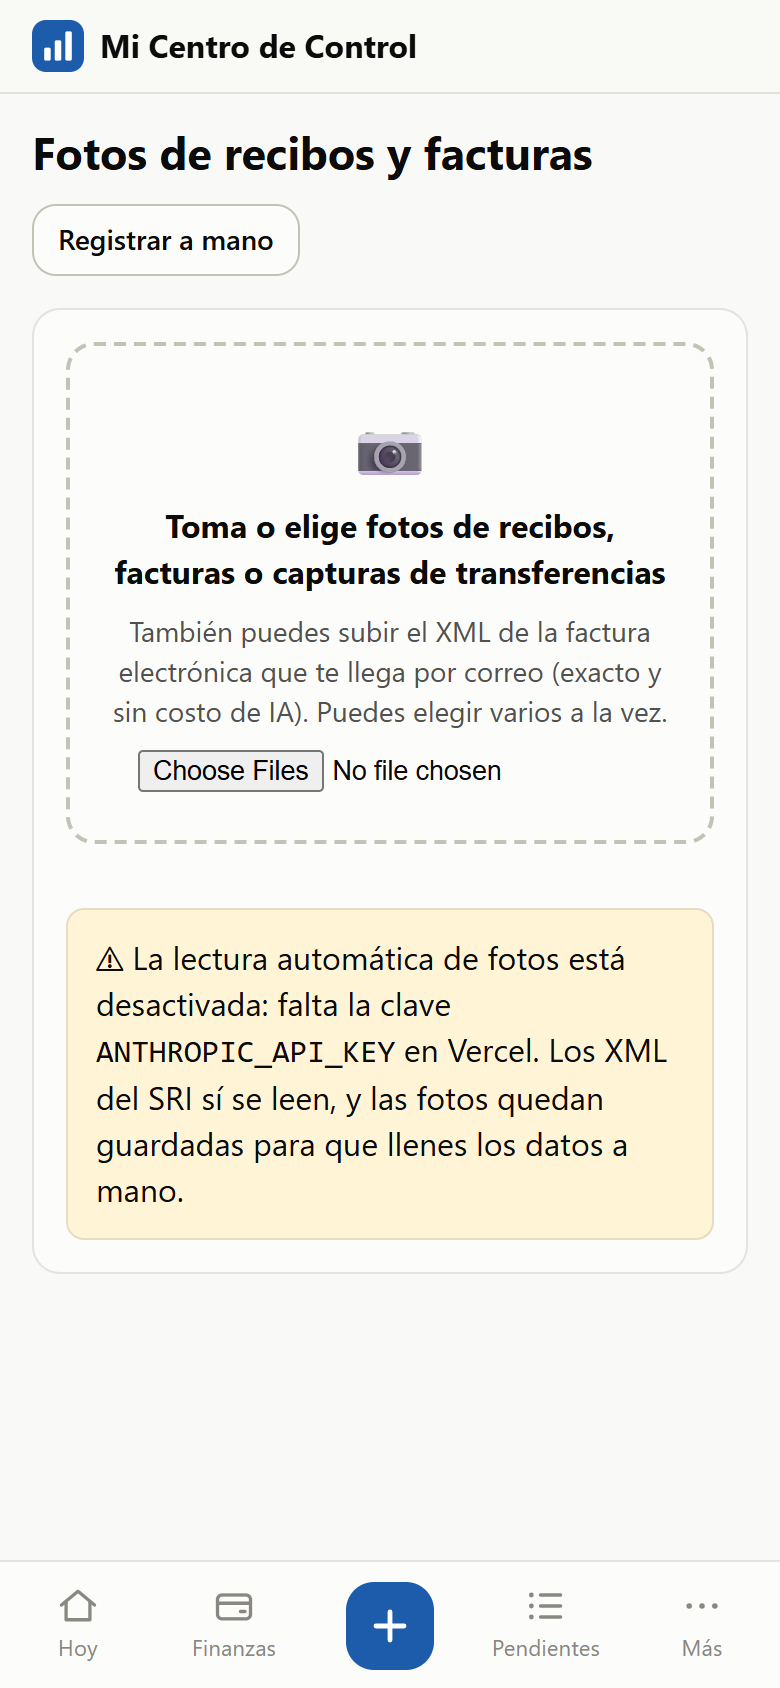 Mi Centro de Control
Fotos de recibos y facturas
Registrar a mano
Toma o elige fotos de recibos,
facturas o capturas de transferencias
También puedes subir el XML de la factura
electrónica que te llega por correo (exacto y
sin costo de IA). Puedes elegir varios a la vez.
Choose Files No file chosen
⚠ La lectura automática de fotos está
desactivada: falta la clave
ANTHROPIC_API_KEY en Vercel. Los XML
del SRI sí se leen, y las fotos quedan
guardadas para que llenes los datos a
mano.
Hoy
Finanzas
Pendientes
Más